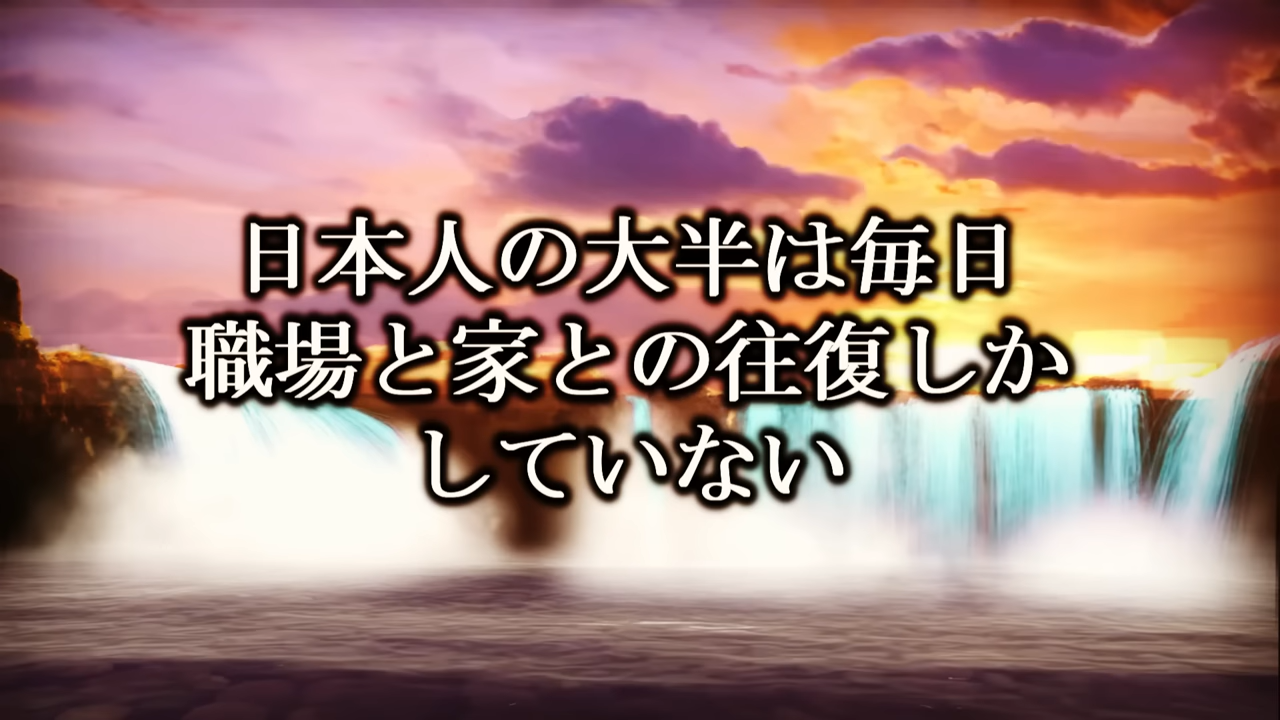 日本人の大半は毎日
職場と家との往復しか
していない